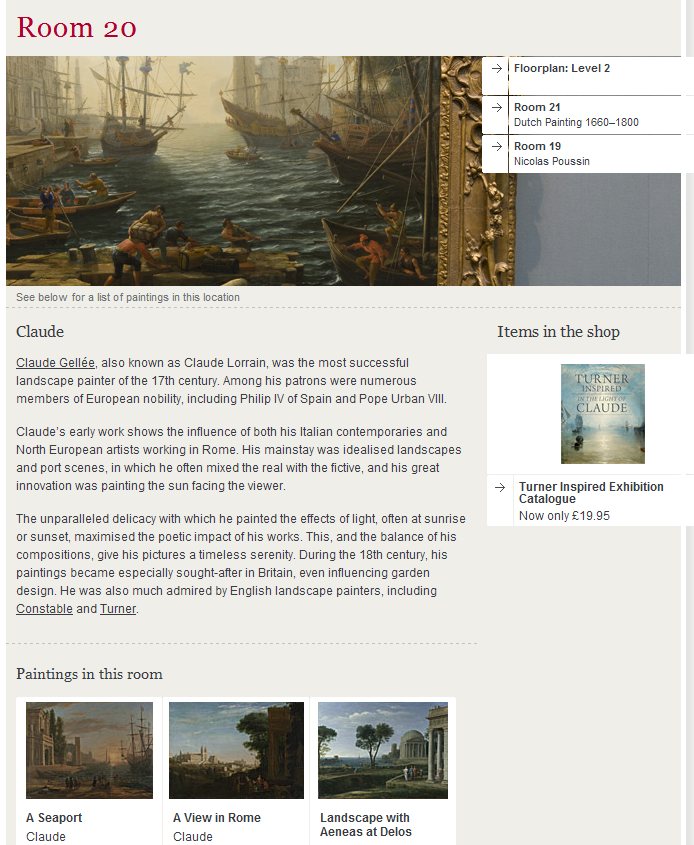 Room 20
Floorplan: Level 2
Room 21
Dutch Painting 1660–1800
Room 19
Nicolas Poussin
See below for a list of paintings in this location
Claude
Claude Gellée, also known as Claude Lorrain, was the most successful
landscape painter of the 17th century. Among his patrons were numerous
members of European nobility, including Philip IV of Spain and Pope Urban VIII.
Claude's early work shows the influence of both his Italian contemporaries and
North European artists working in Rome. His mainstay was idealised landscapes
and port scenes, in which he often mixed the real with the fictive, and his great
innovation was painting the sun facing the viewer.
The unparalleled delicacy with which he painted the effects of light, often at sunrise
or sunset, maximised the poetic impact of his works. This, and the balance of his
compositions, give his pictures a timeless serenity. During the 18th century, his
paintings became especially sought-after in Britain, even influencing garden
design. He was also much admired by English landscape painters, including
Constable and Turner.
Items in the shop
TURNER
INSPIRED
IN THE LIGHT OF
CLAUDE
Turner Inspired Exhibition
Catalogue
Now only £19.95
Paintings in this room
A Seaport
Claude
A View in Rome
Claude
Landscape with
Aeneas at Delos